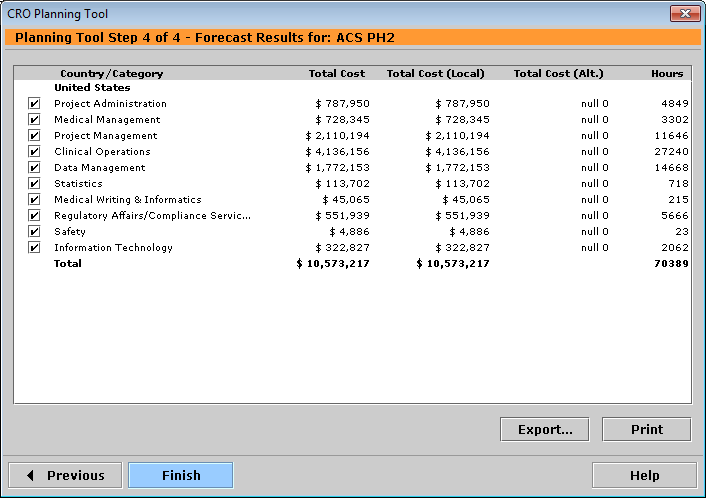 CRO Planning Tool
Planning Tool Step 4 of 4 - Forecast Results for: ACS PH2
Country/Category Total Cost Total Cost (Local) Total Cost (Alt.) Hours
United States
Project Administration $ 787,950 $ 787,950 null 0 4849
Medical Management $ 728,345 $ 728,345 null 0 3302
Project Management $ 2,110,194 $ 2,110,194 null 0 11646
Clinical Operations $ 4,136,156 $ 4,136,156 null 0 27240
Data Management $ 1,772,153 $ 1,772,153 null 0 14668
Statistics $ 113,702 $ 113,702 null 0 718
Medical Writing & Informatics $ 45,065 $ 45,065 null 0 215
Regulatory Affairs/Compliance Servic... $ 551,939 $ 551,939 null 0 5666
Safety $ 4,886 $ 4,886 null 0 23
Information Technology $ 322,827 $ 322,827 null 0 2062
Total $ 10,573,217 $ 10,573,217 70389
Export... Print
Previous Finish Help